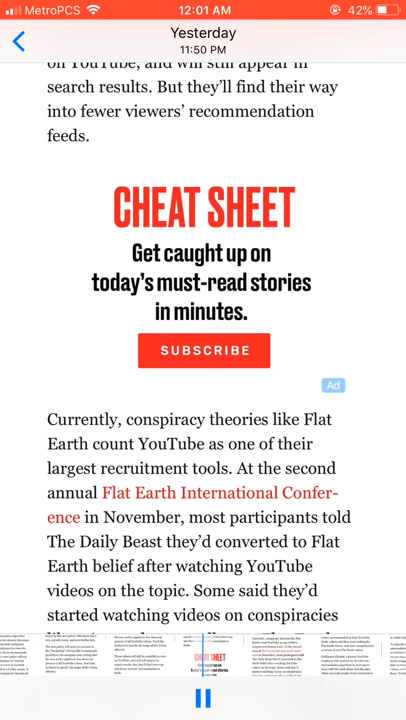 MetroPCS
12:01 AM
42%
Yesterday
11:50 PM
on YouTube, and will still appear in
search results. But they’ll find their way
into fewer viewers’ recommendation
feeds.
CHEAT SHEET
Get caught up on
today’s must-read stories
in minutes.
SUBSCRIBE
Ad
Currently, conspiracy theories like Flat
Earth count YouTube as one of their
largest recruitment tools. At the second
annual Flat Earth International Confer-
ence in November, most participants told
The Daily Beast they’d converted to Flat
Earth belief after watching YouTube
videos on the topic. Some said they’d
started watching videos on conspiracies
CHEAT SHEET